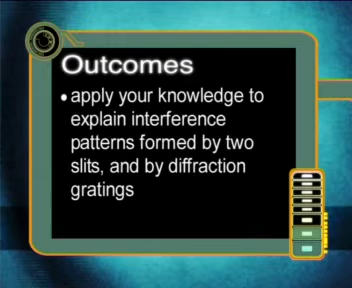 Outcomes
• apply your knowledge to
explain interference
patterns formed by two
slits, and by diffraction
gratings